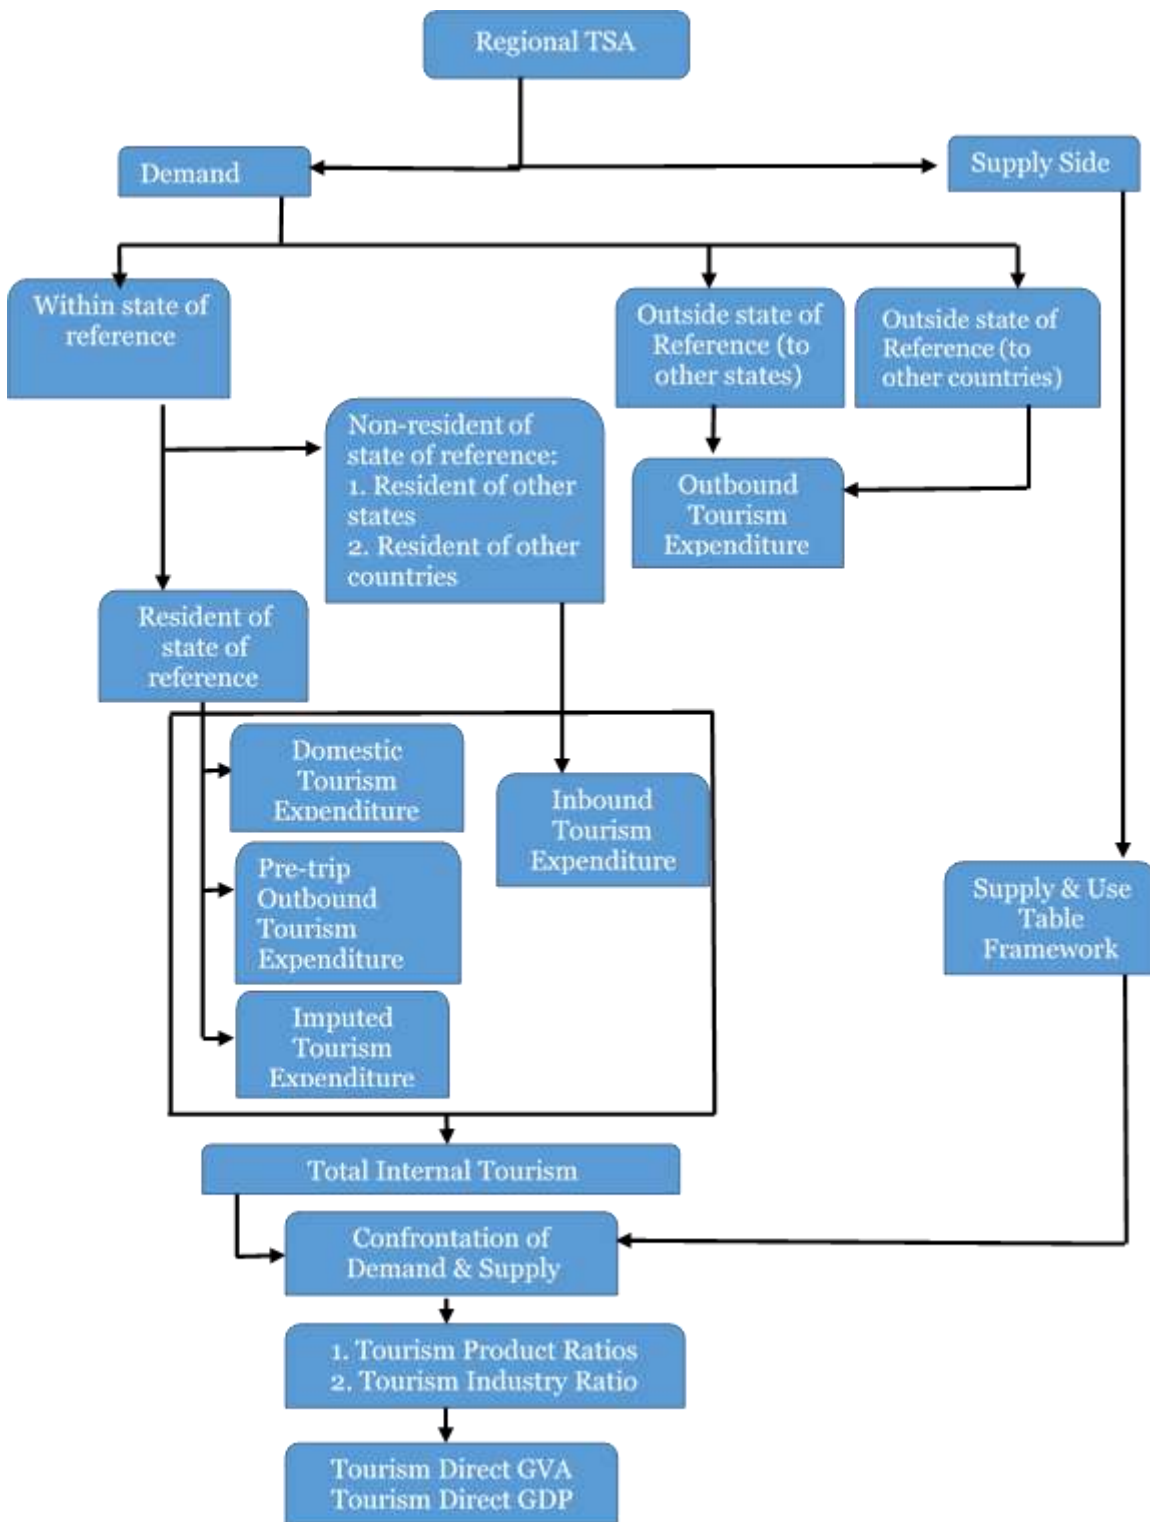 Regional TSA
Demand
Supply Side
Within state of
reference
Outside state of
Reference (to
other states)
Outside state of
Reference (to
other countries)
Non-resident of
state of reference:
1. Resident of other
states
2. Resident of other
countries
Outbound
Tourism
Expenditure
Resident of
state of
reference
Domestic
Tourism
Expenditure
Inbound
Tourism
Expenditure
Pre-trip
Outbound
Tourism
Expenditure
Supply & Use
Table
Framework
Imputed
Tourism
Expenditure
Total Internal Tourism
Confrontation of
Demand & Supply
1. Tourism Product Ratios
2. Tourism Industry Ratio
Tourism Direct GVA
Tourism Direct GDP